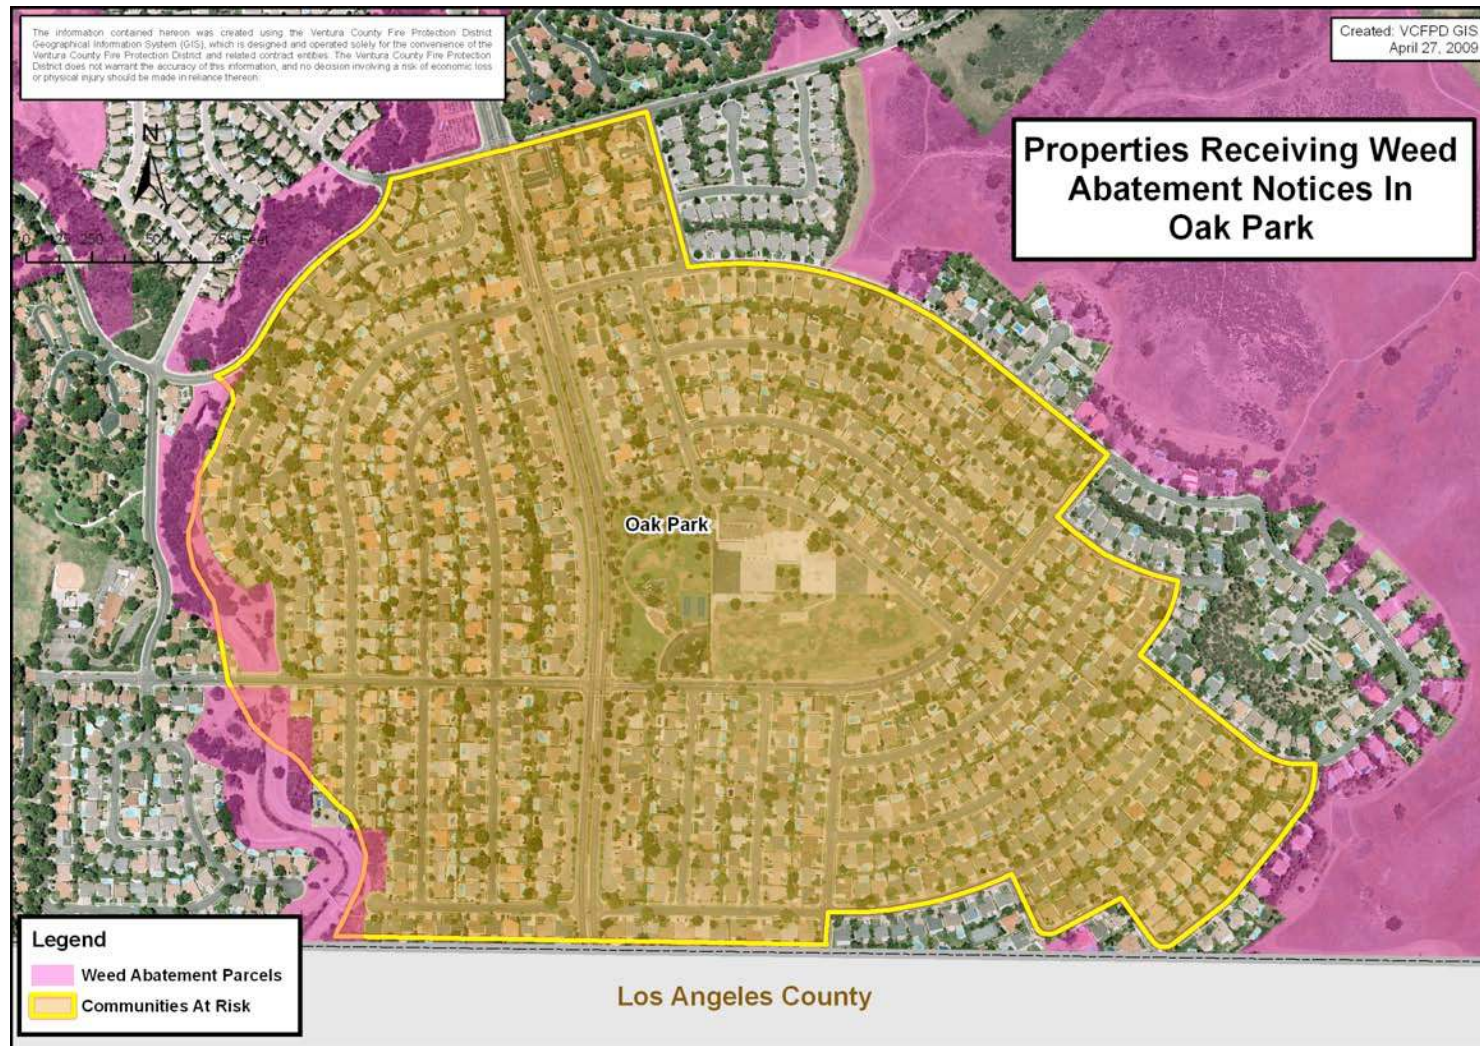 The information contained hereon was created using the Ventura County Fire Protection District
Geographical Information System (GIS), which is designed and operated solely for the convenience of the
Ventura County Fire Protection District and related contract entities. The Ventura County Fire Protection
District does not warrant the accuracy of this information, and no decision involving a risk of economic loss
or physical injury should be made in reliance thereon.
Created: VCFPD GIS
April 27, 2009
Properties Receiving Weed
Abatement Notices In
Oak Park
N
0 125 250 500 750 Feet
Oak Park
Legend
Weed Abatement Parcels
Communities At Risk
Los Angeles County